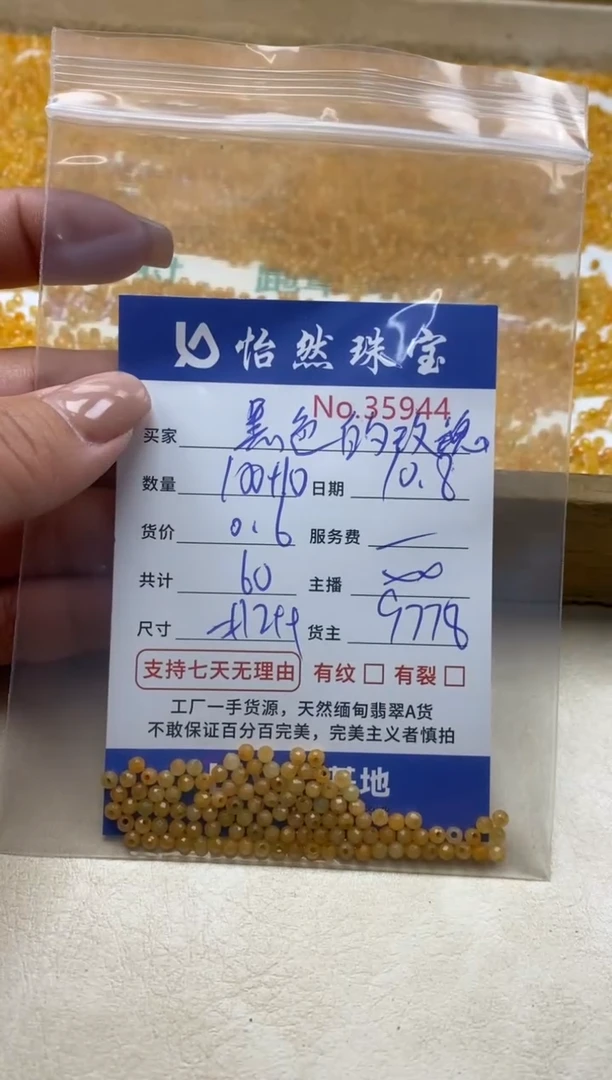 怡然珠宝
No.35944
买家 黑色的玫瑰
数量 100+10 日期 10.8
货价 0.6 服务费
共计 60 主播
尺寸 货主 9778
支持七天无理由 有纹 □ 有裂 □
工厂一手货源，天然缅甸翡翠A货
不敢保证百分百完美，完美主义者慎拍
基地